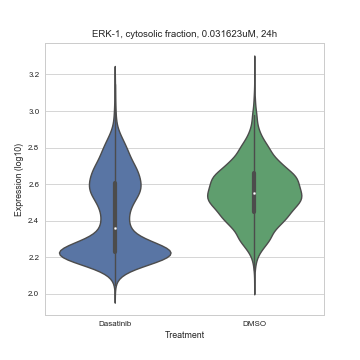 ERK-1, cytosolic fraction, 0.031623uM, 24h
3.2
3.0
2.8
2.6
2.4
2.2
2.0
Expression (log10)
Dasatinib
DMSO
Treatment